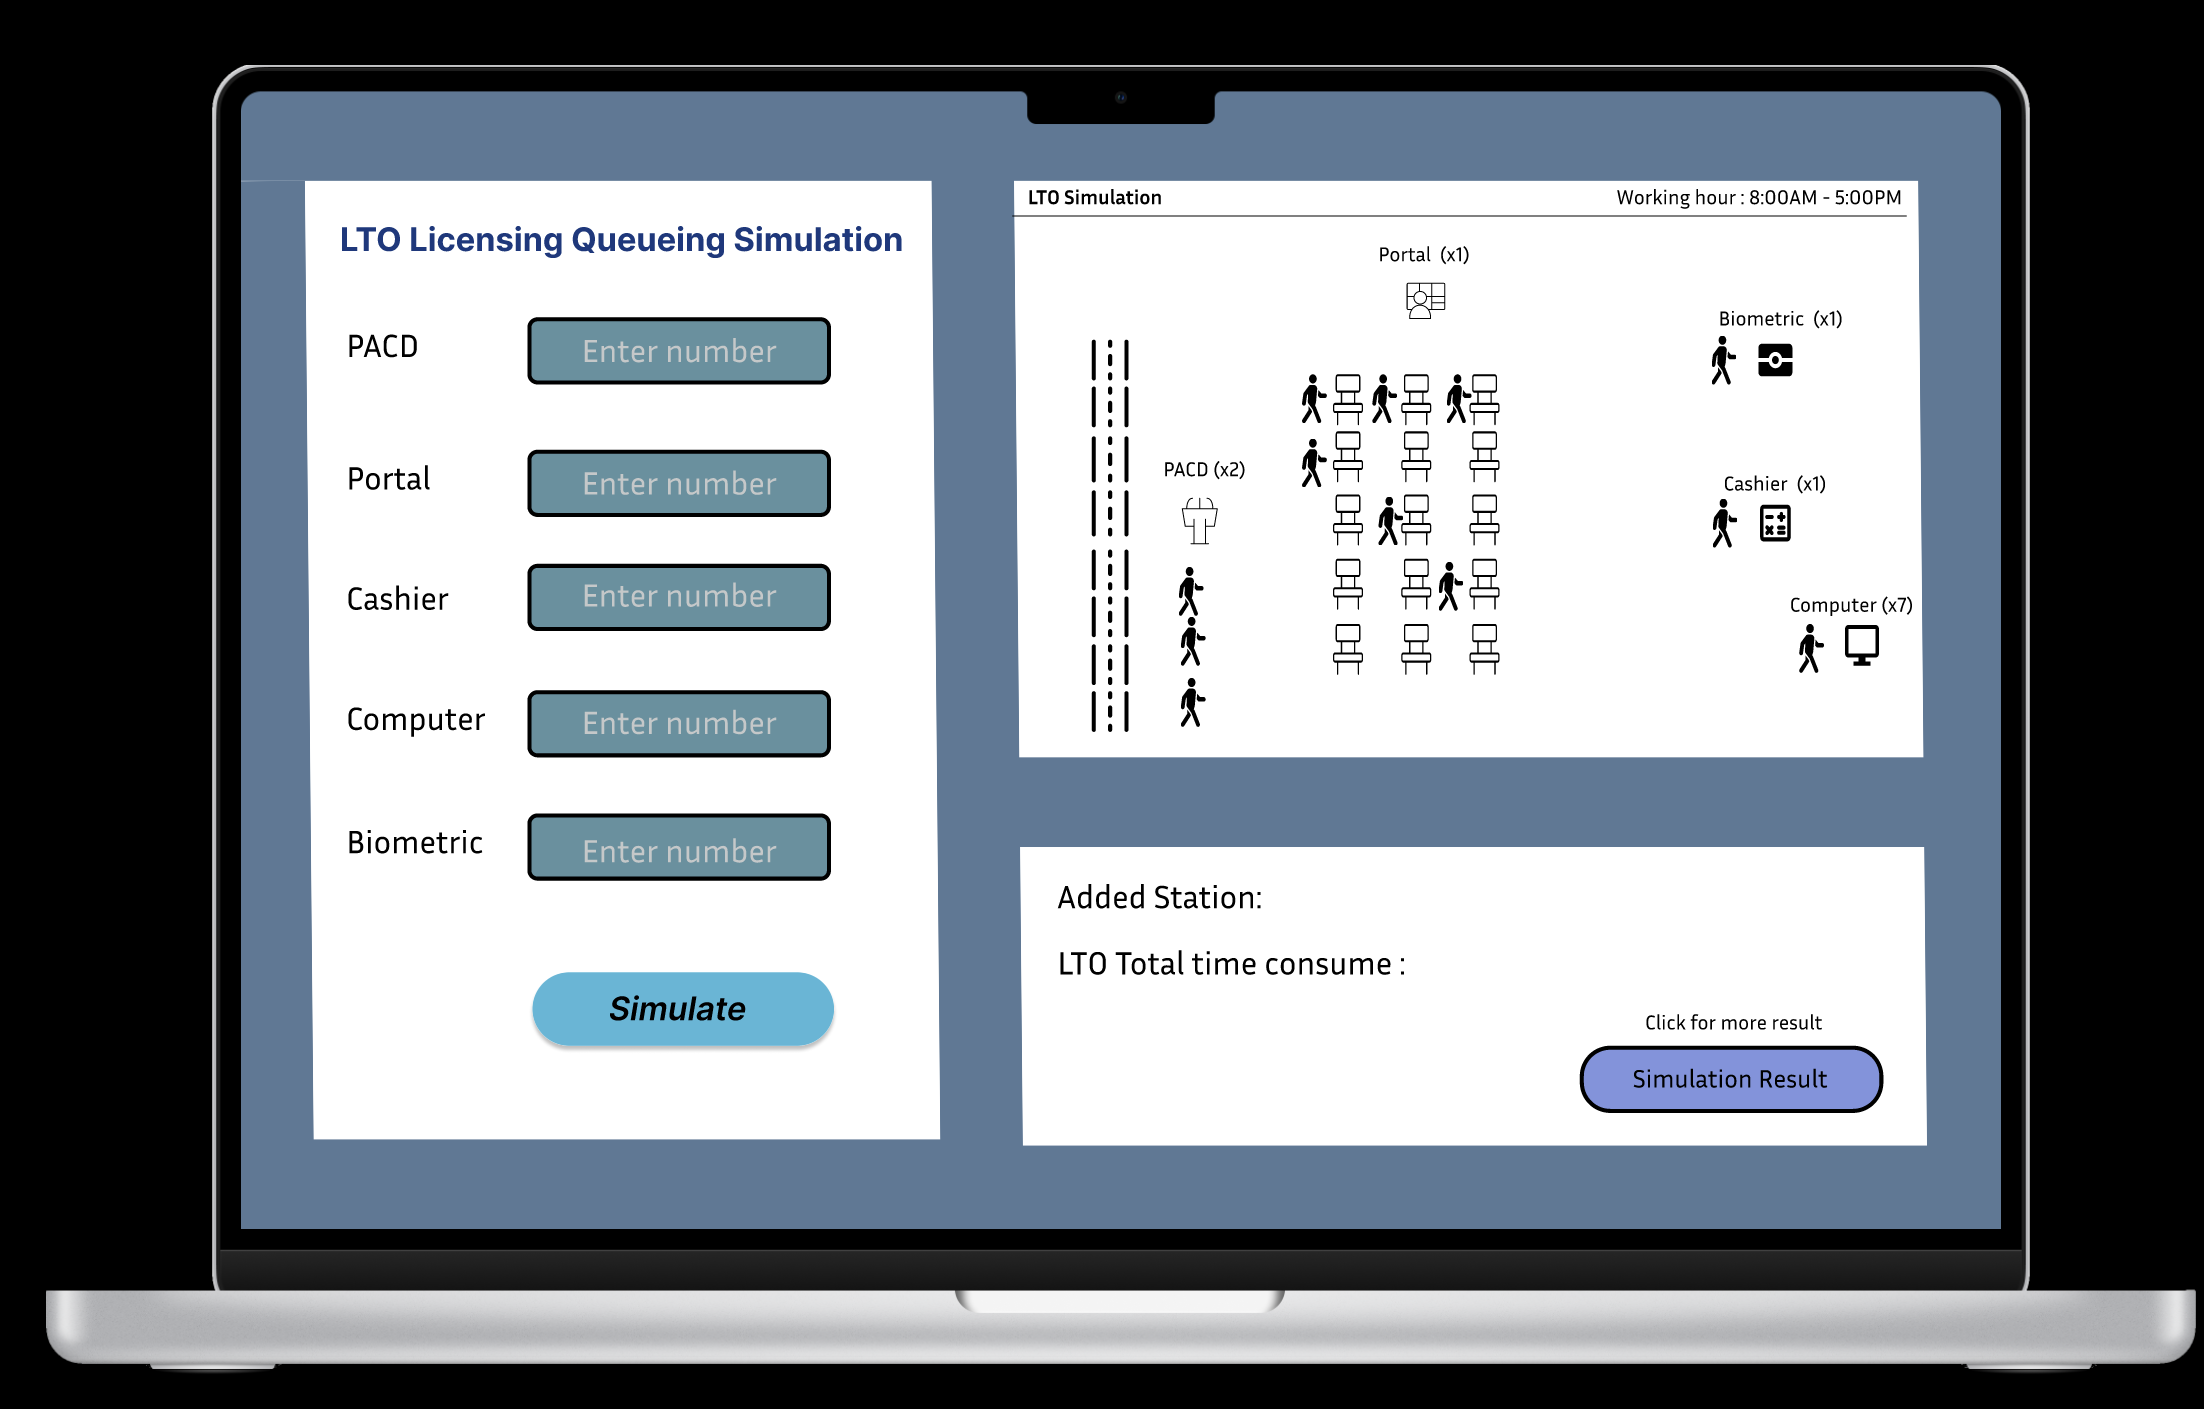 LTO Licensing Queueing Simulation
PACD
Enter number
Portal
Enter number
Cashier
Enter number
Computer
Enter number
Biometric
Enter number
Simulate
LTO Simulation
Working hour : 8:00AM - 5:00PM
Portal (x1)
Biometric (x1)
PACD (x2)
Cashier (x1)
Computer (x7)
Added Station:
LTO Total time consume :
Click for more result
Simulation Result